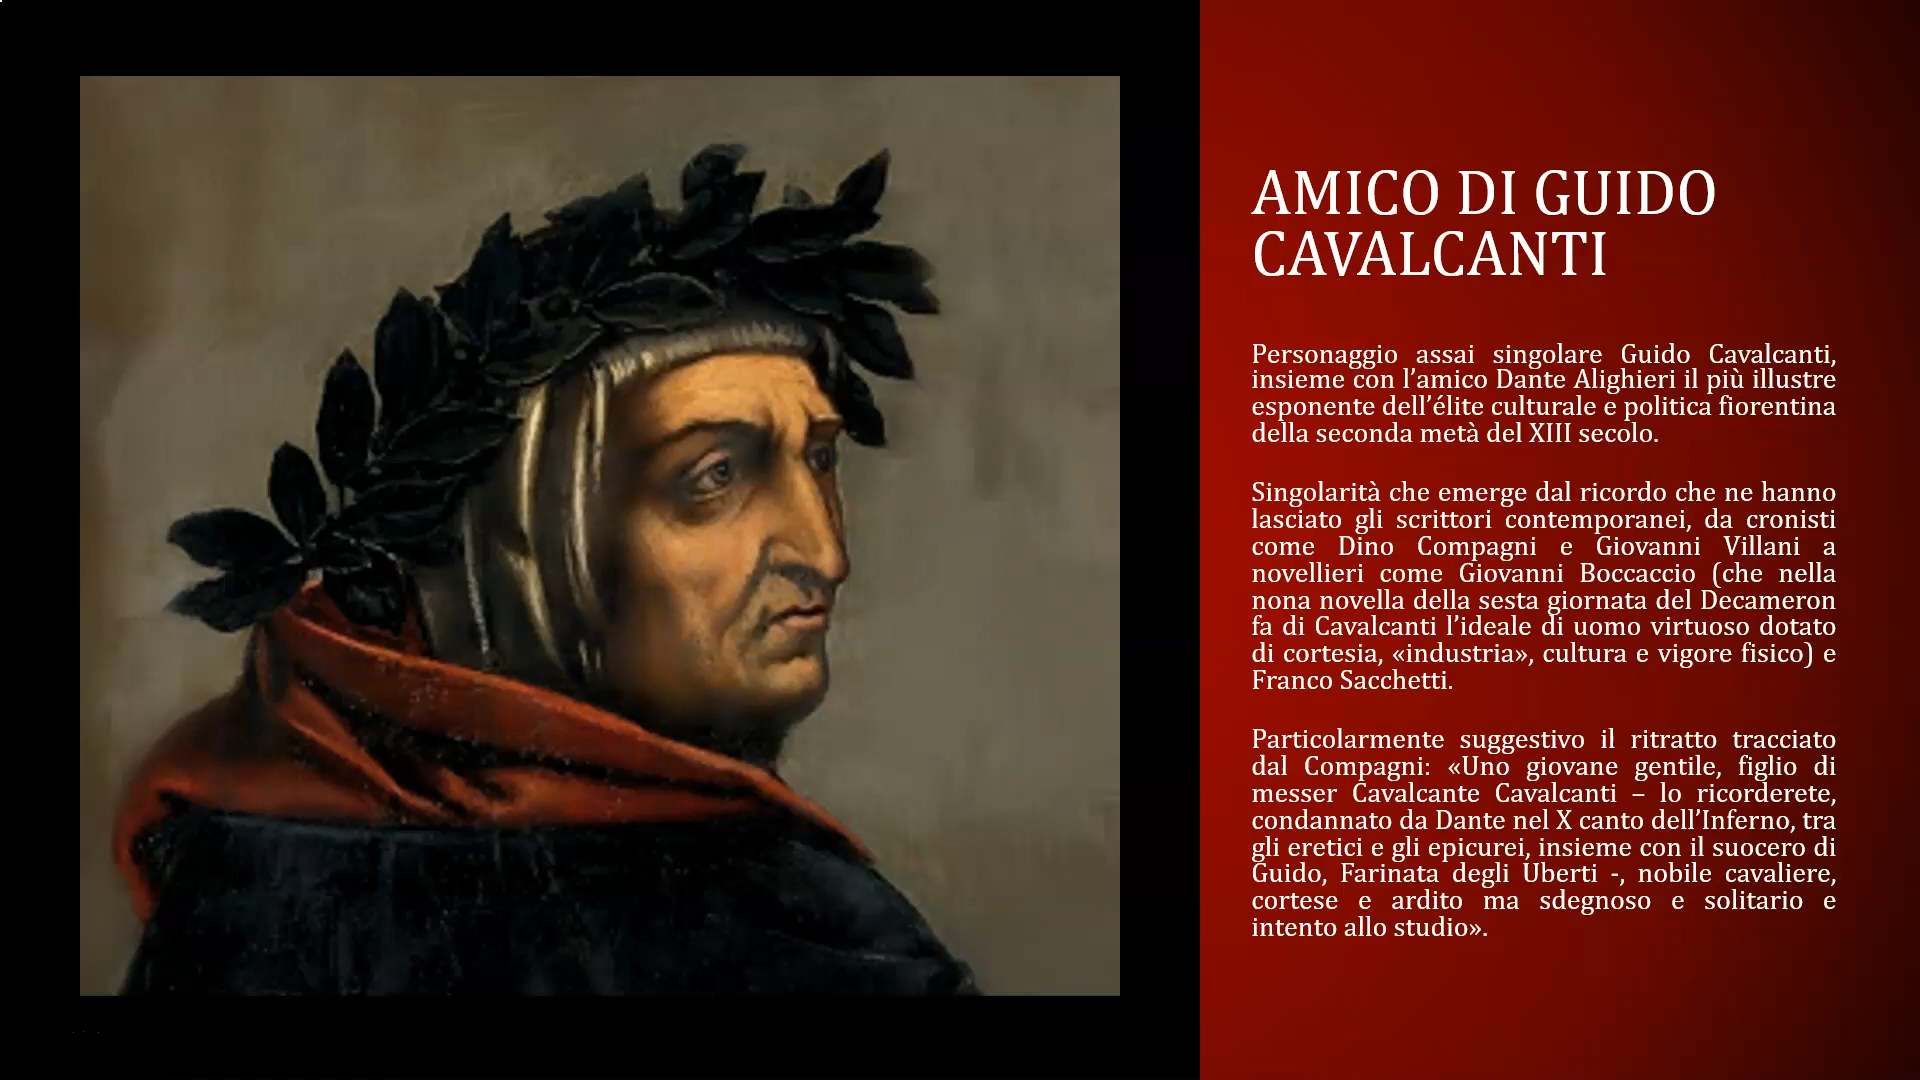 AMICO DI GUIDO
CAVALCANTI
Personaggio assai singolare Guido Cavalcanti,
insieme con l’amico Dante Alighieri il più illustre
esponente dell’élite culturale e politica fiorentina
della seconda metà del XIII secolo.
Singolarità che emerge dal ricordo che ne hanno
lasciato gli scrittori contemporanei, da cronisti
come Dino Compagni e Giovanni Villani a
novellieri come Giovanni Boccaccio (che nella
nona novella della sesta giornata del Decameron
fa di Cavalcanti l’ideale di uomo virtuoso dotato
di cortesia, «industria», cultura e vigore fisico) e
Franco Sacchetti.
Particolarmente suggestivo il ritratto tracciato
dal Compagni: «Uno giovane gentile, figlio di
messer Cavalcante Cavalcanti – lo ricorderete,
condannato da Dante nel X canto dell’Inferno, tra
gli eretici e gli epicurei, insieme con il suocero di
Guido, Farinata degli Uberti -, nobile cavaliere,
cortese e ardito ma sdegnoso e solitario e
intento allo studio».